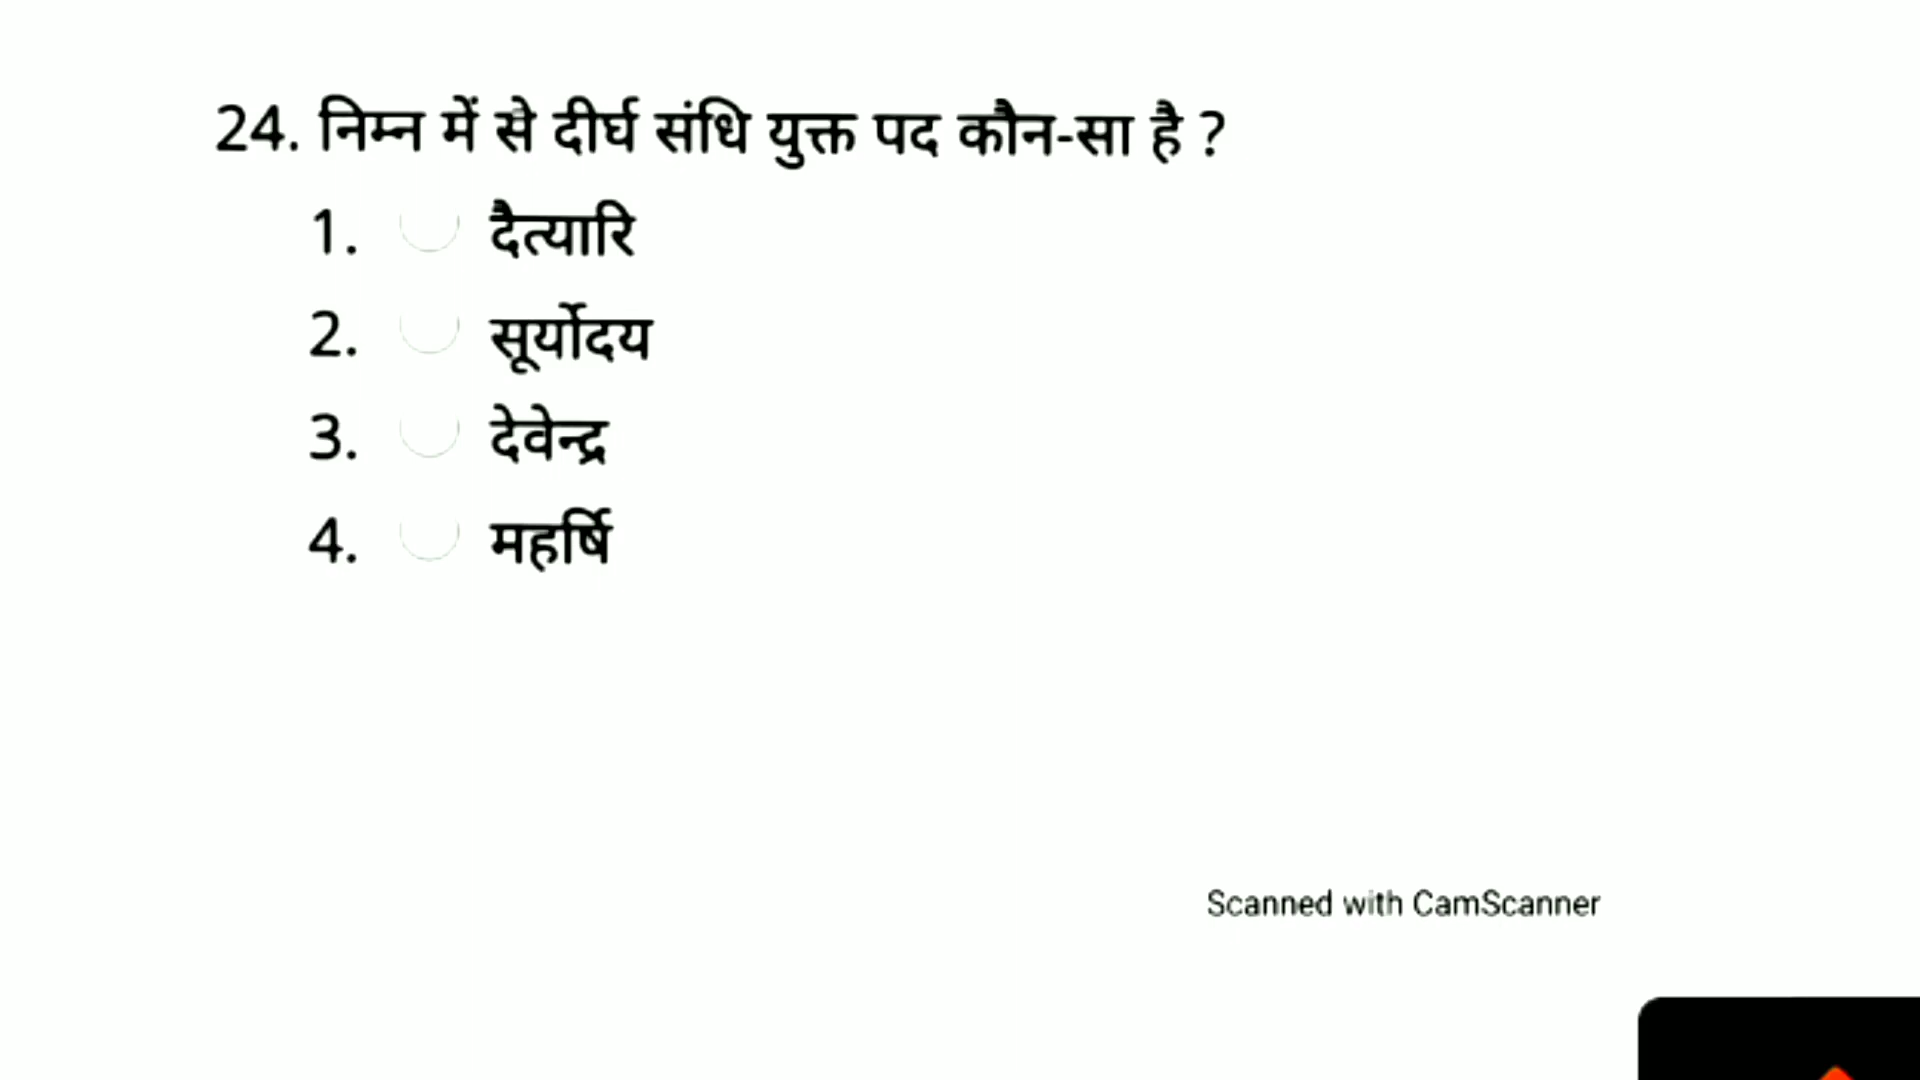 24. निम्न में से दीर्घ संधि युक्त पद कौन-सा है ?
1. दैत्यारि
2. सूर्योदय
3. देवेन्द्र
4. महर्षि
Scanned with CamScanner